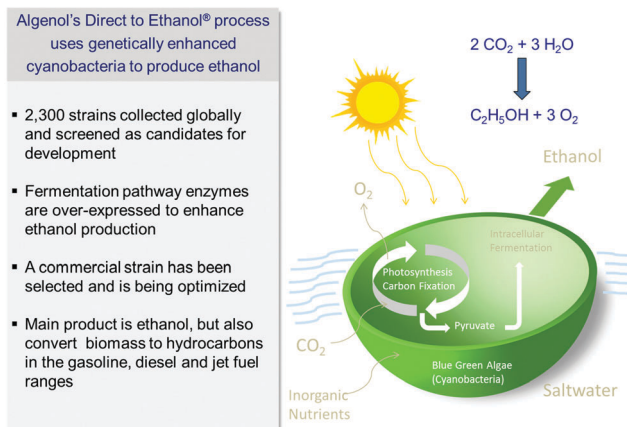 Algenol's Direct to Ethanol® process
uses genetically enhanced
cyanobacteria to produce ethanol
▪ 2,300 strains collected globally
and screened as candidates for
development
▪ Fermentation pathway enzymes
are over-expressed to enhance
ethanol production
▪ A commercial strain has been
selected and is being optimized
▪ Main product is ethanol, but also
convert biomass to hydrocarbons
in the gasoline, diesel and jet fuel
ranges
2 CO₂ + 3 H₂O
C₂H₅OH + 3 O₂
Ethanol
O₂
Intracellular
Fermentation
Photosynthesis
Carbon Fixation
Pyruvate
CO₂
Blue Green Algae
(Cyanobacteria)
Inorganic
Nutrients
Saltwater